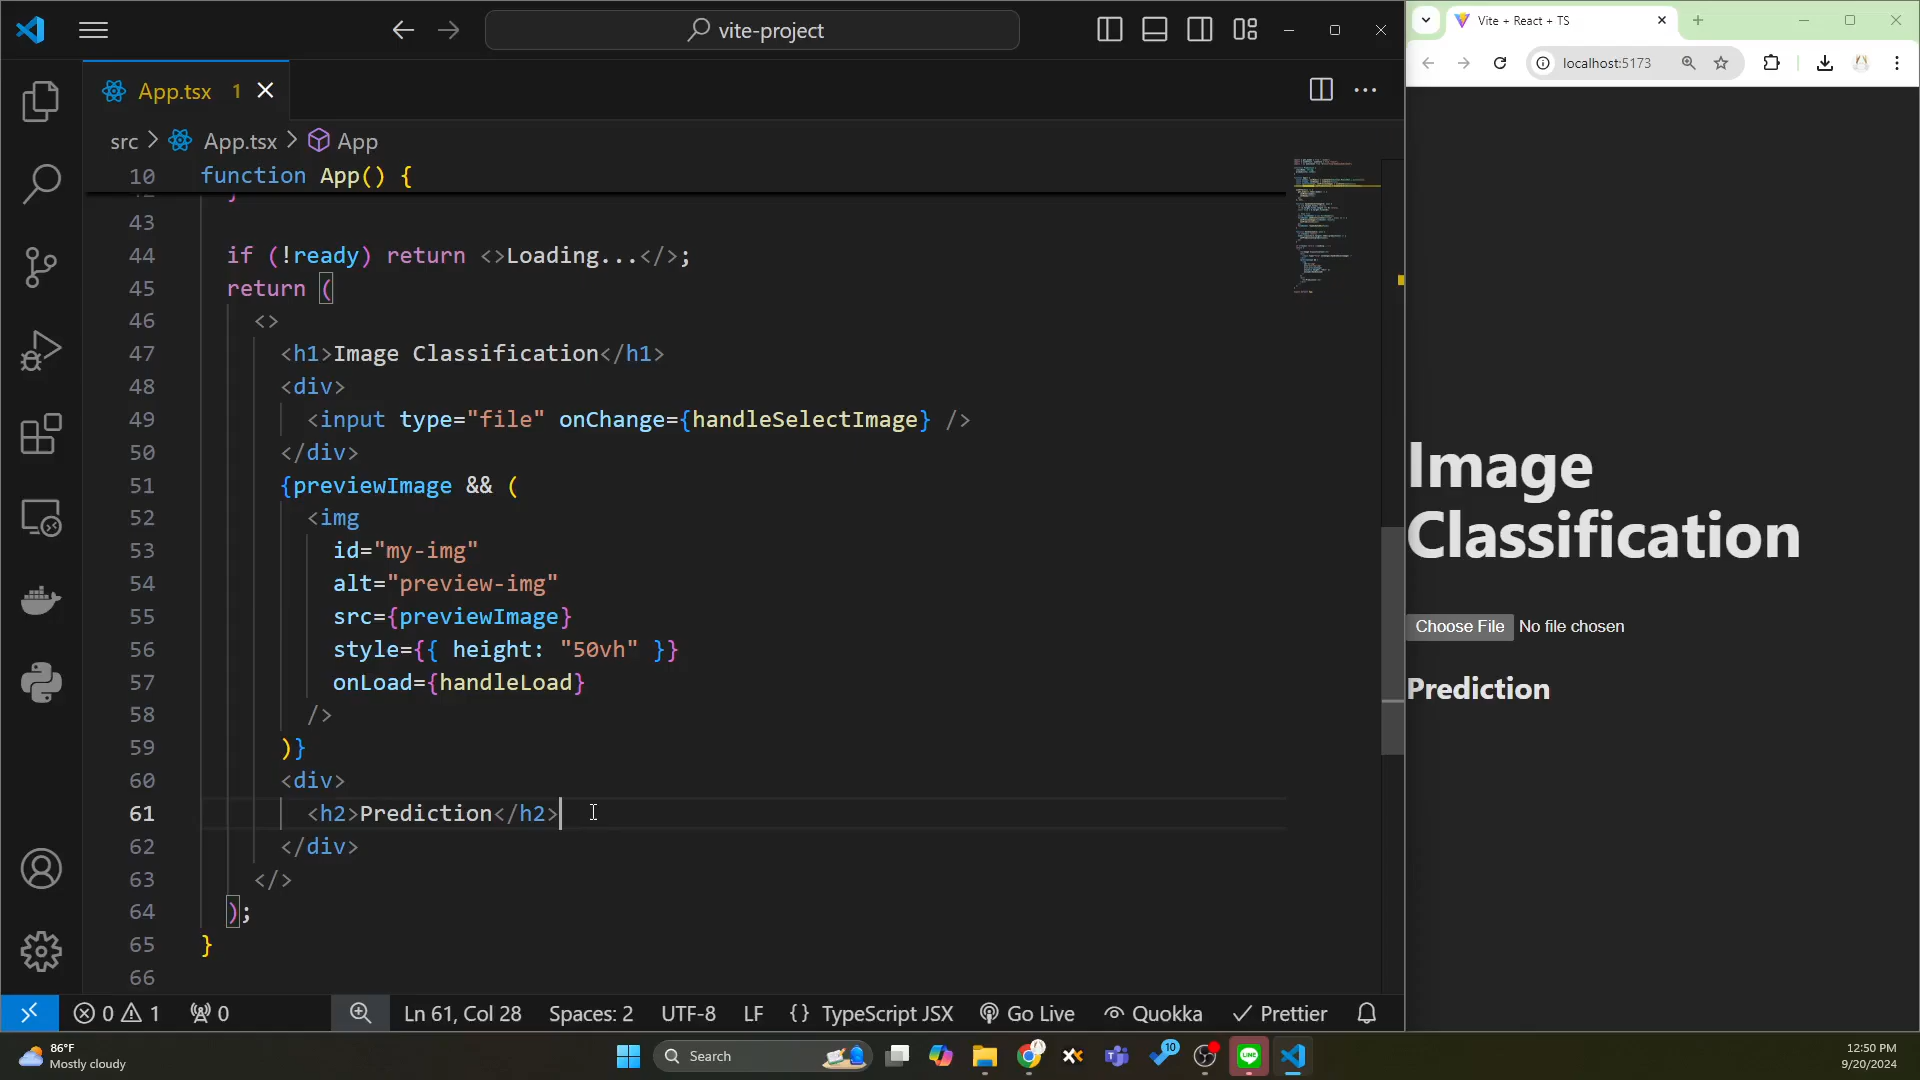 vite-project
App.tsx 1
src > App.tsx > App
10 function App() {
43
44 if (!ready) return <>Loading...</>;
45 return (
46 <>
47 <h1>Image Classification</h1>
48 <div>
49 <input type="file" onChange={handleSelectImage} />
50 </div>
51 {previewImage && (
52 <img
53 id="my-img"
54 alt="preview-img"
55 src={previewImage}
56 style={{ height: "50vh" }}
57 onLoad={handleLoad}
58 />
59 )}
60 <div>
61 <h2>Prediction</h2>
62 </div>
63 </>
64 );
65 }
66
0 1 0 Ln 61, Col 28 Spaces: 2 UTF-8 LF {} TypeScript JSX Go Live Quokka Prettier
Vite + React + TS
localhost:5173
Image
Classification
Choose File No file chosen
Prediction
86°F
Mostly cloudy
Search
10
12:50 PM
9/20/2024